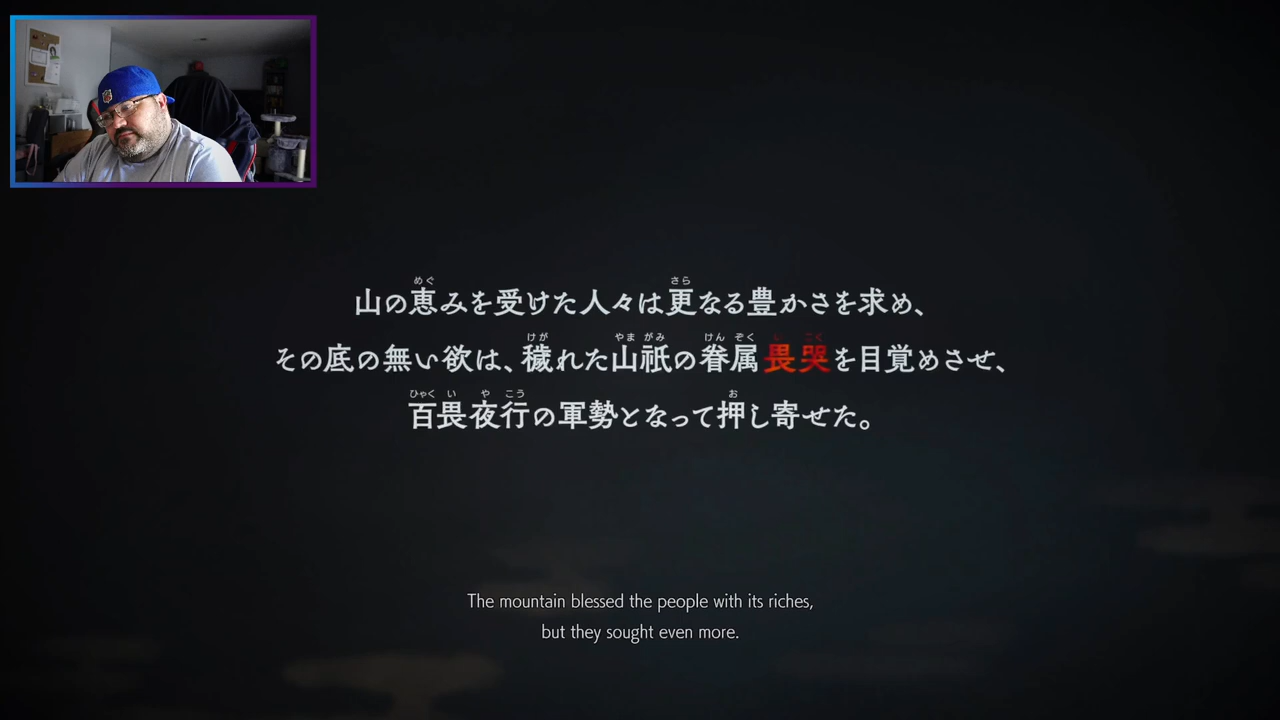 山の恵みを受けた人々は更なる豊かさを求め、
その底の無い欲は、穢れた山祇の眷属畏哭を目覚めさせ、
百畏夜行の軍勢となって押し寄せた。
The mountain blessed the people with its riches,
but they sought even more.